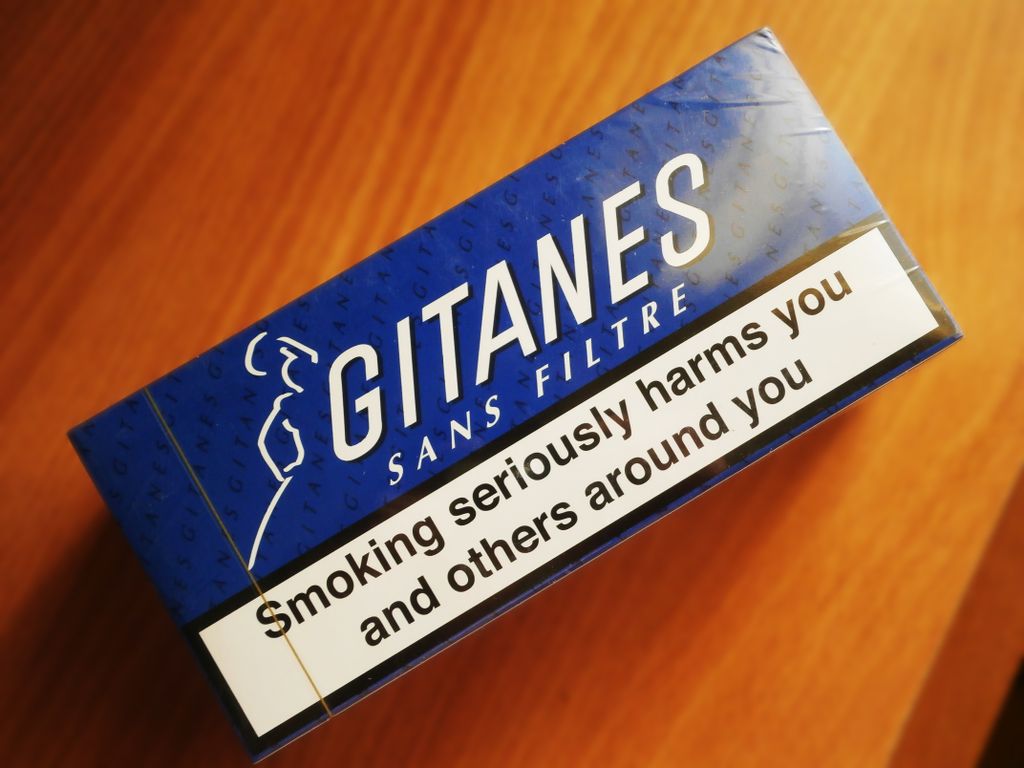 GITANES
SANS FILTRE
Smoking seriously harms you
and others around you